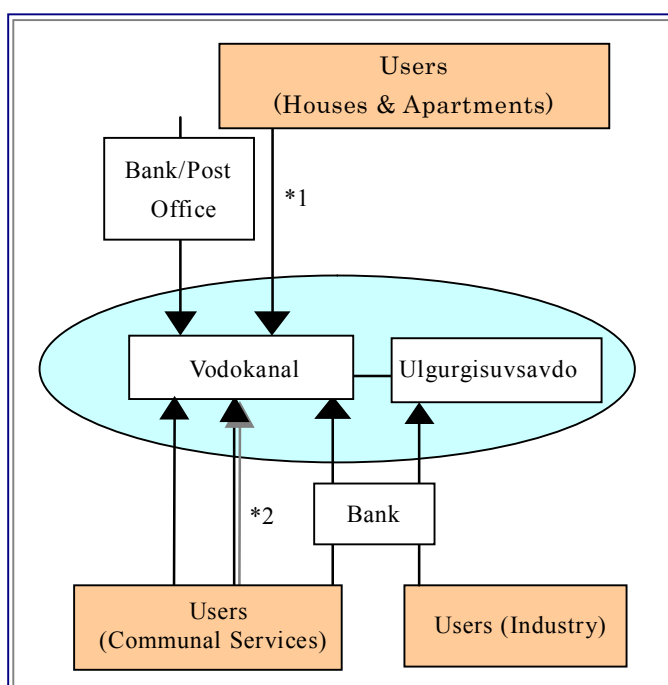 Users
(Houses & Apartments)
Bank/Post
Office
*1
Vodokanal
Ulgurgisuvsavdo
*2
Bank
Users
(Communal Services)
Users (Industry)